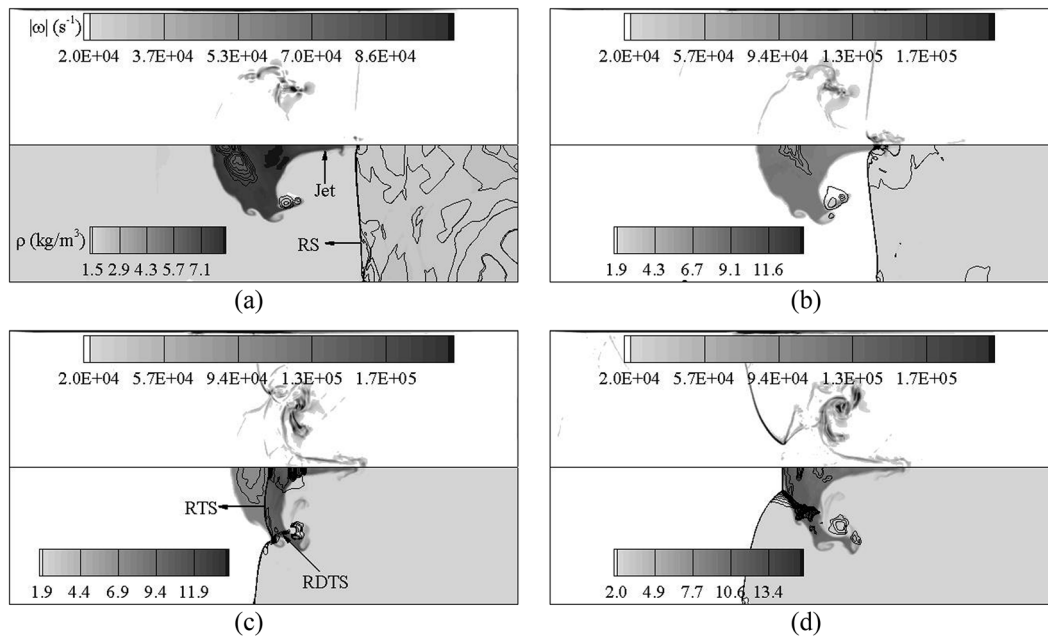 |ω| (s⁻¹)
2.0E+04 3.7E+04 5.3E+04 7.0E+04 8.6E+04
Jet
RS
ρ (kg/m³)
1.5 2.9 4.3 5.7 7.1
(a)
2.0E+04 5.7E+04 9.4E+04 1.3E+05 1.7E+05
1.9 4.3 6.7 9.1 11.6
(b)
2.0E+04 5.7E+04 9.4E+04 1.3E+05 1.7E+05
RTS
RDTS
1.9 4.4 6.9 9.4 11.9
(c)
2.0E+04 5.7E+04 9.4E+04 1.3E+05 1.7E+05
2.0 4.9 7.7 10.6 13.4
(d)